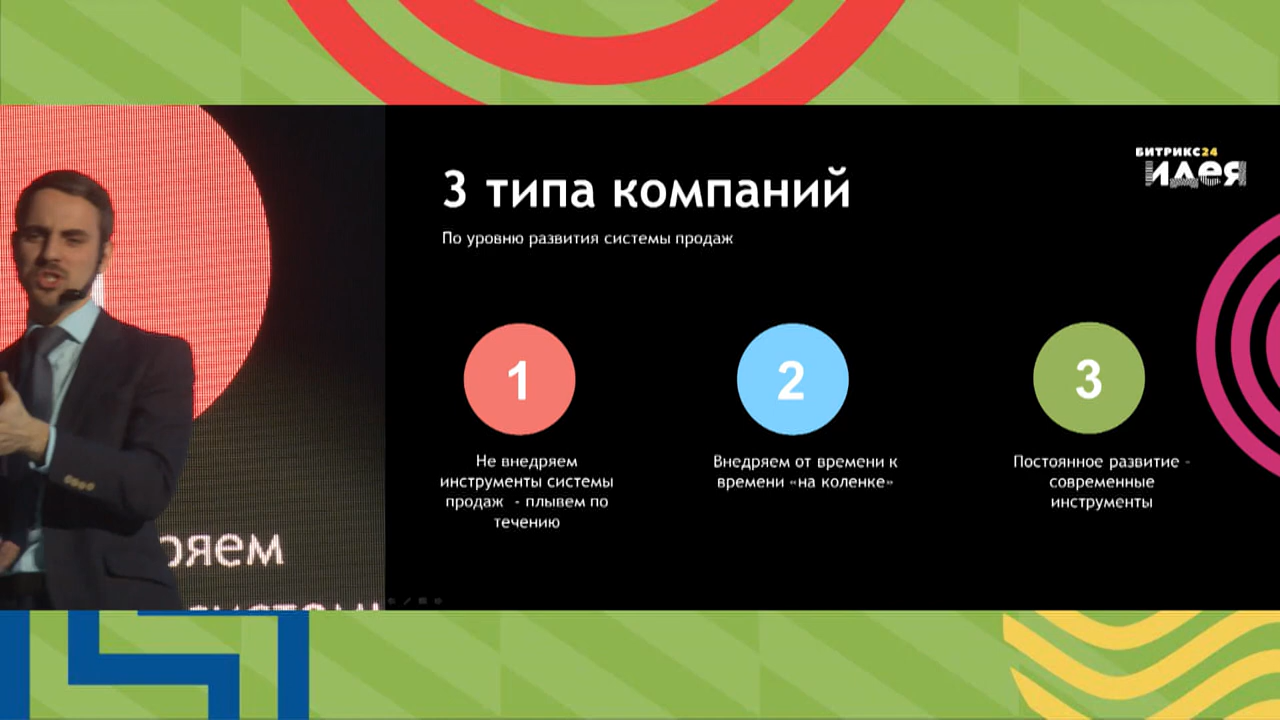 БИТРИКС24
идея
3 типа компаний
По уровню развития системы продаж
1
Не внедряем
инструменты системы
продаж - плывем по
течению
2
Внедряем от времени к
времени «на коленке»
3
Постоянное развитие -
современные
инструменты
ряем